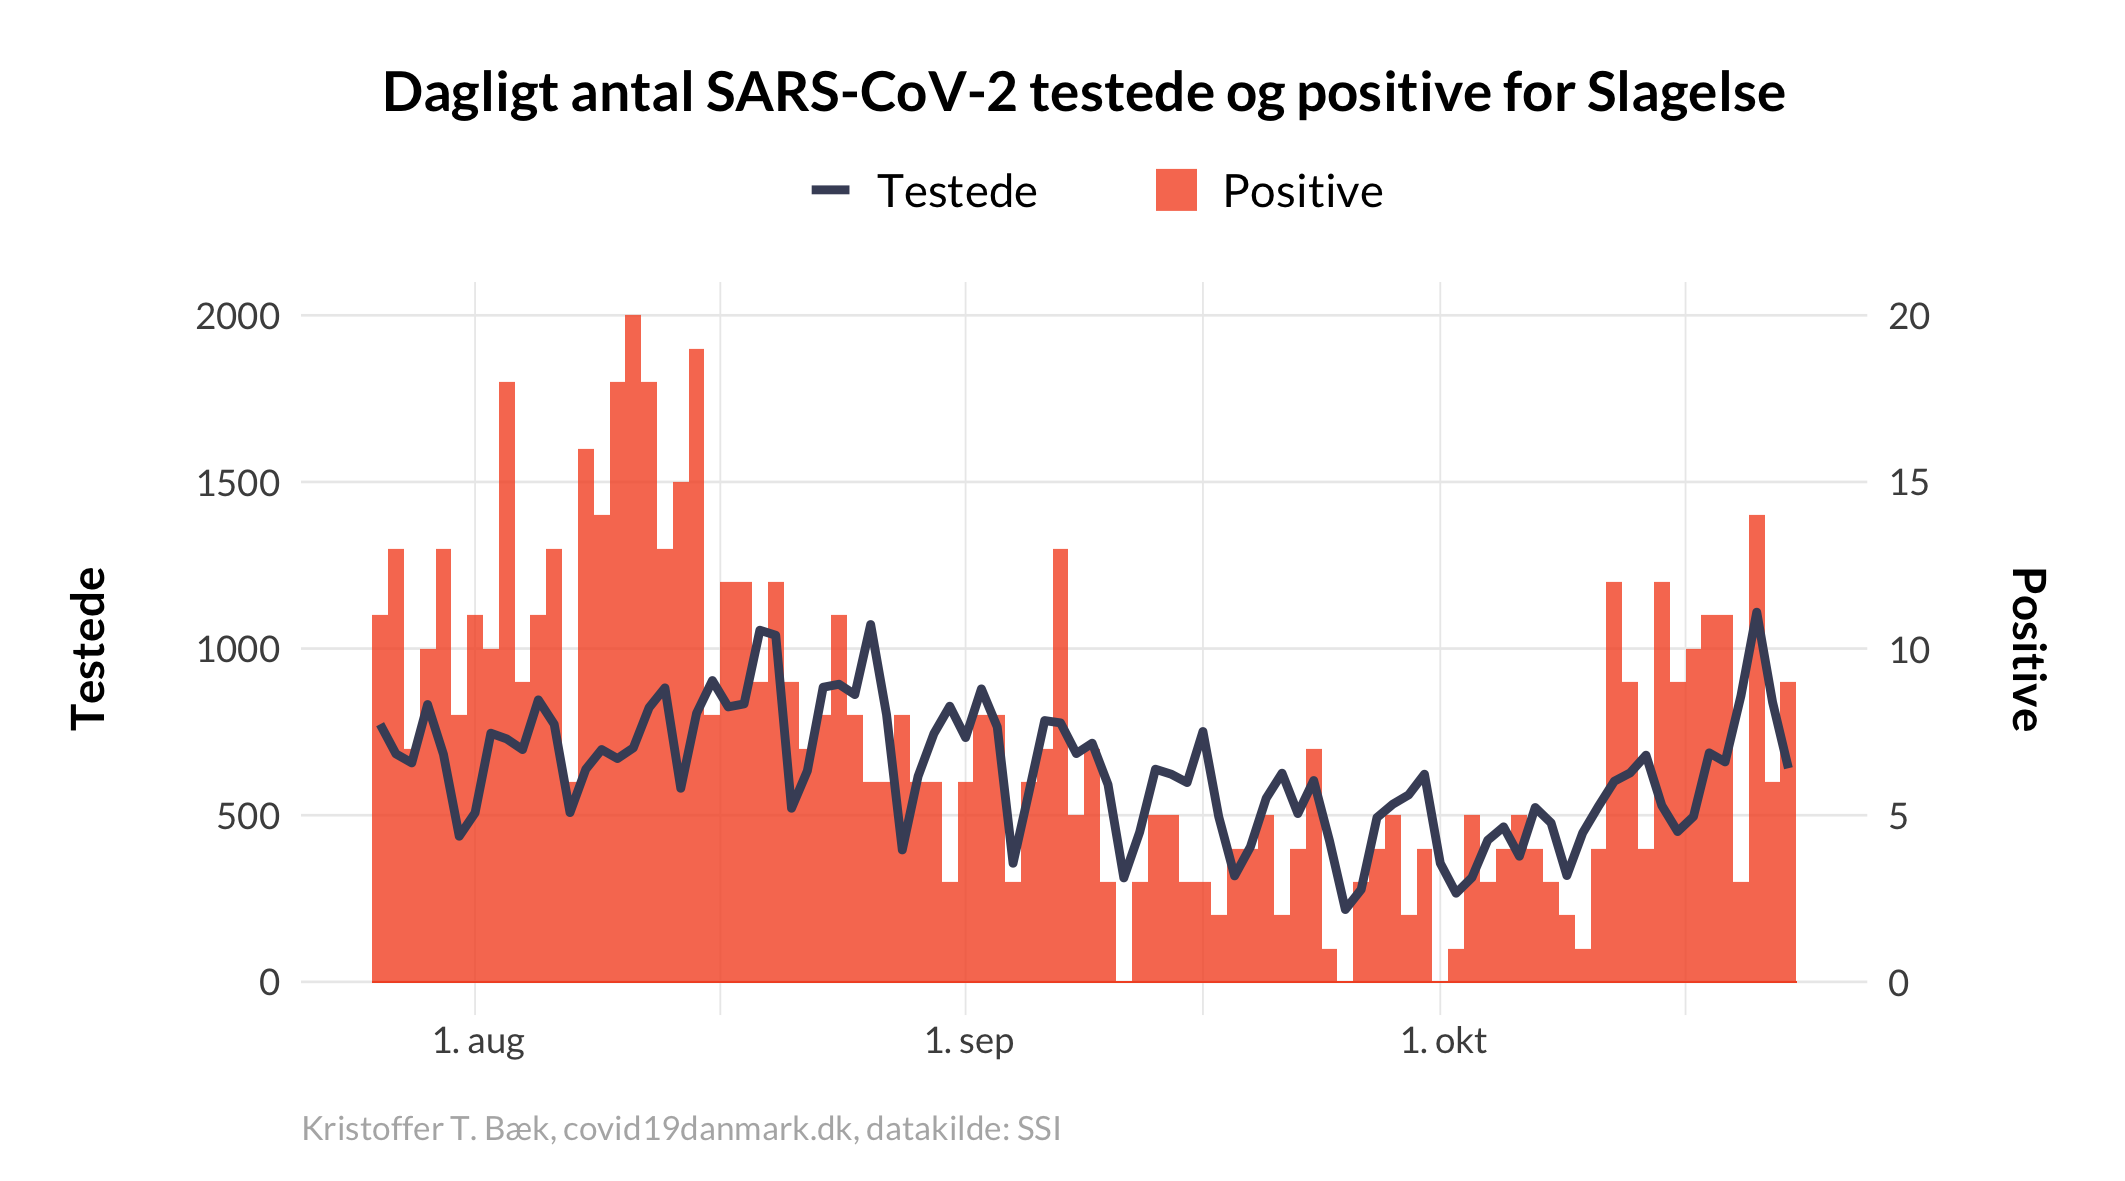 Dagligt antal SARS-CoV-2 testede og positive for Slagelse
Testede Positive
2000 20
1500 15
1000 10
500 5
0 0
Testede
Positive
1. aug 1. sep 1. okt
Kristoffer T. Bæk, covid19danmark.dk, datakilde: SSI